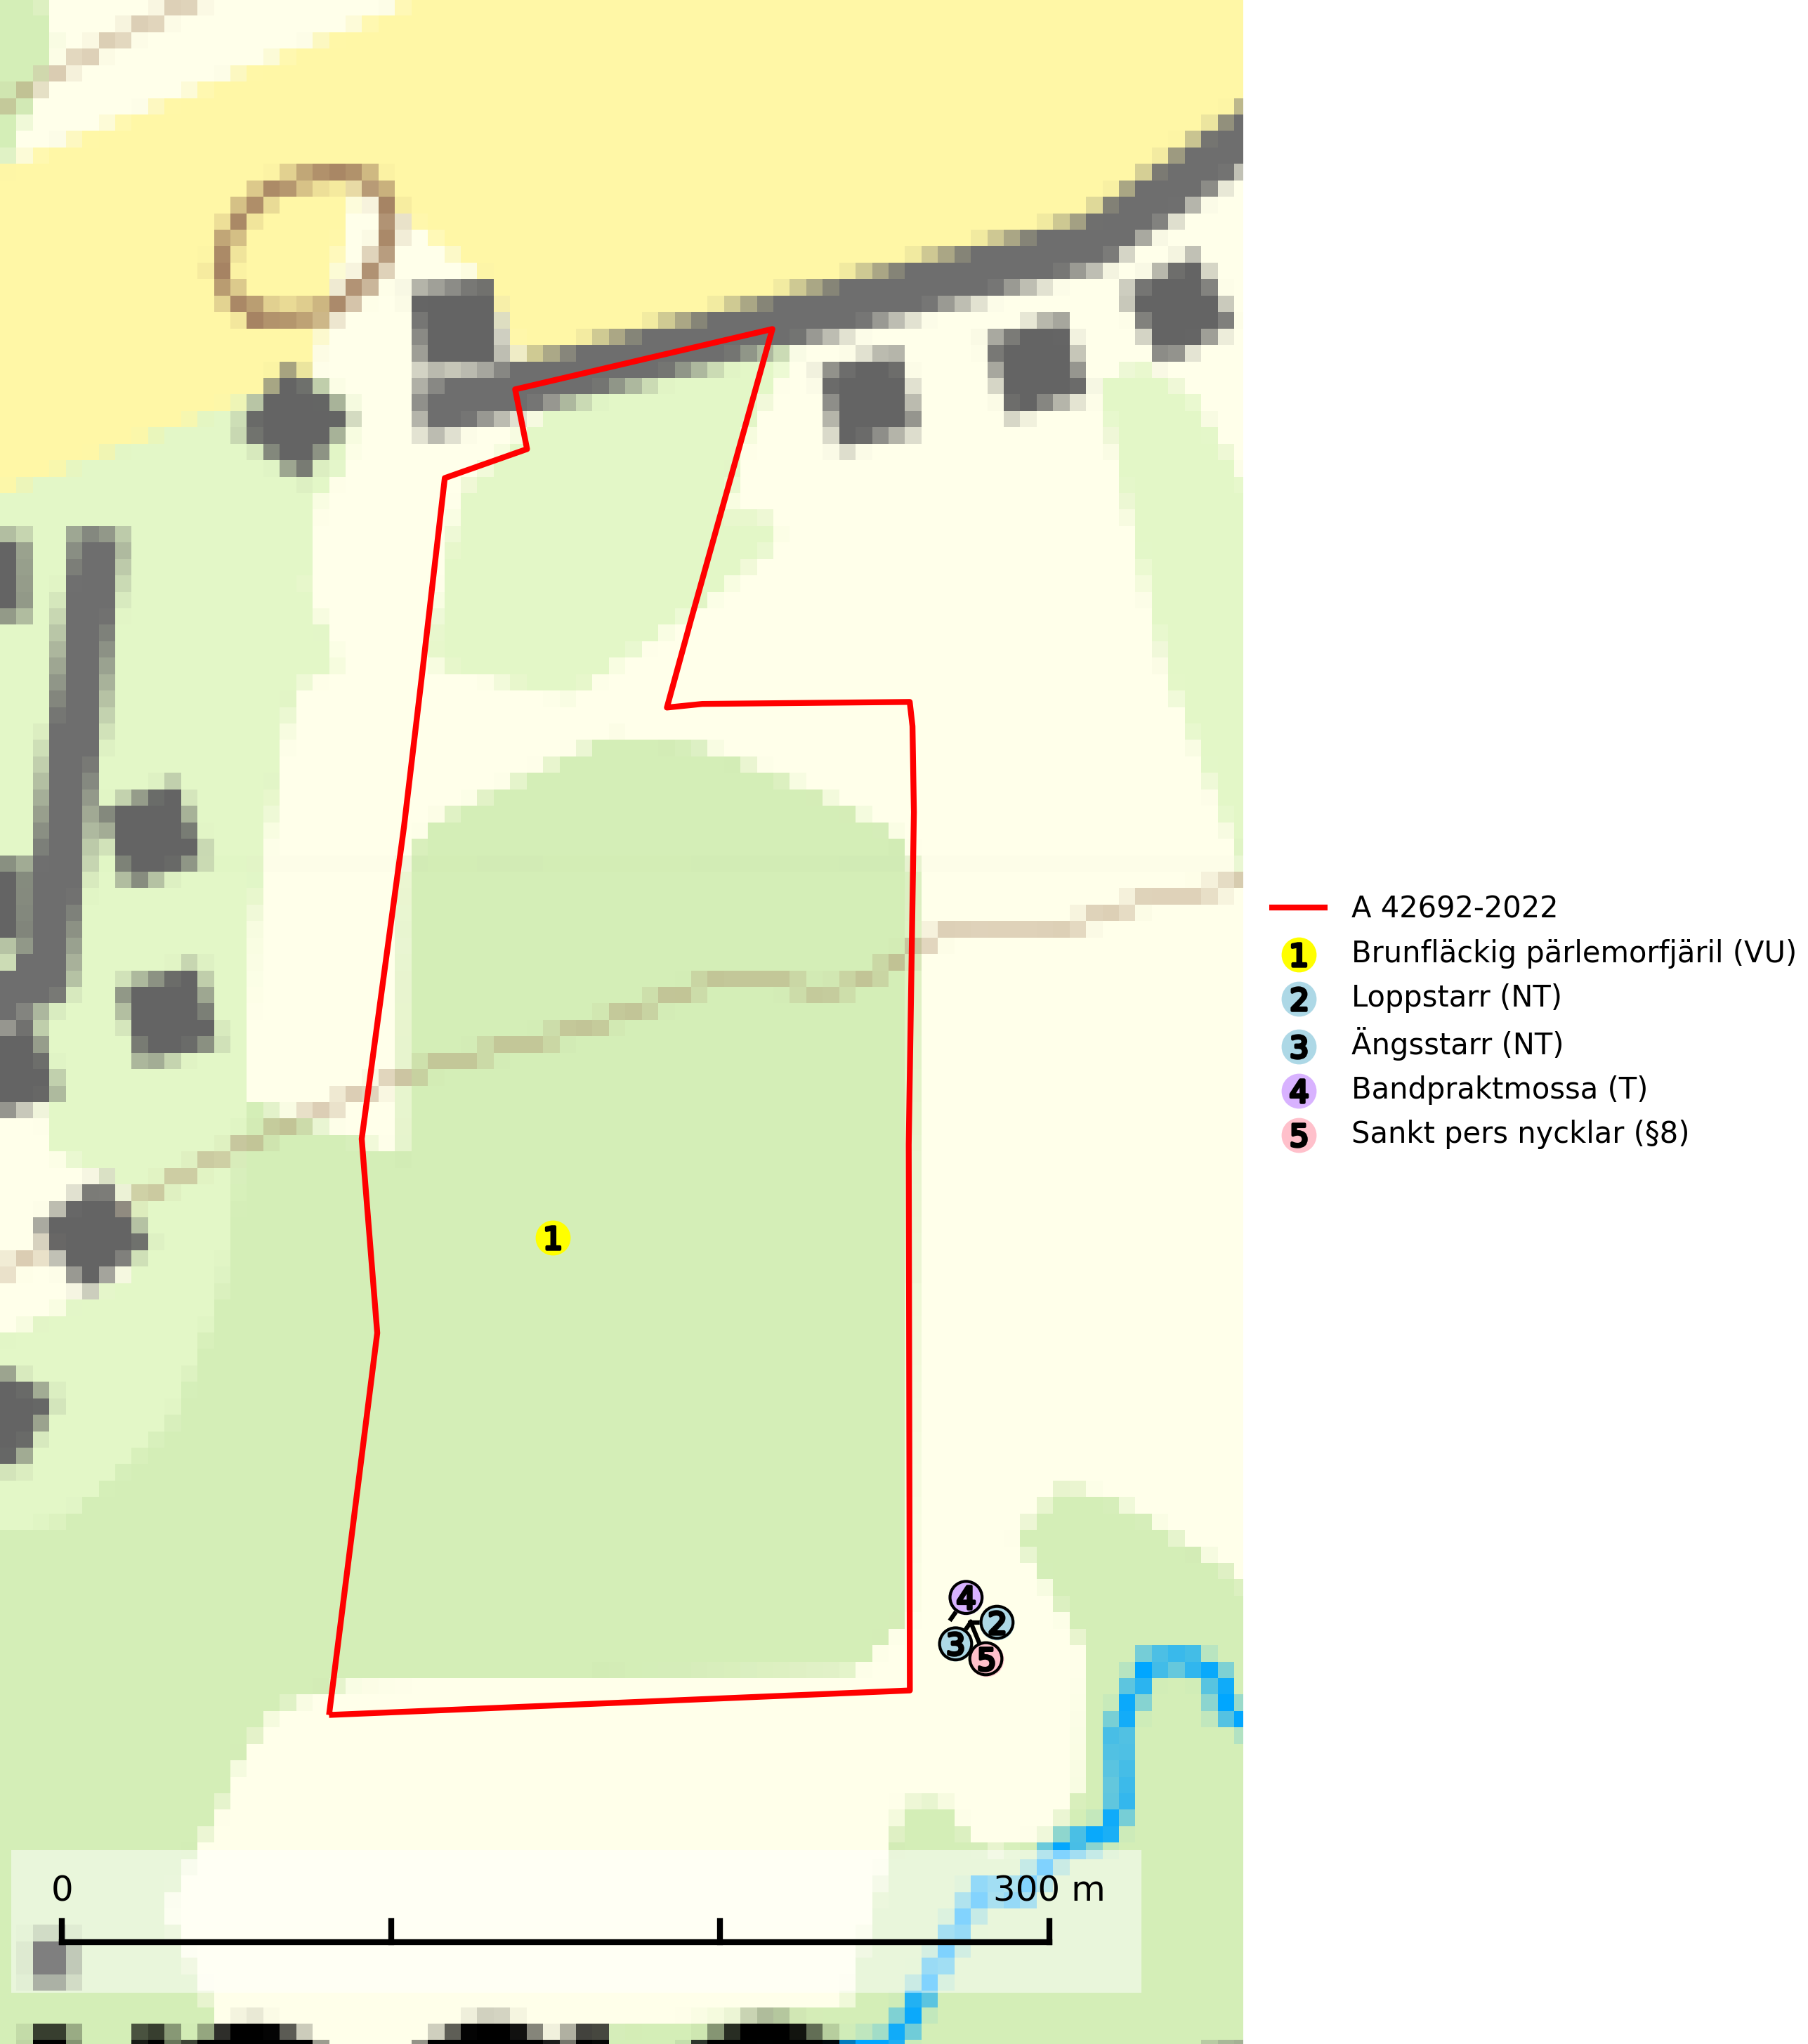 A 42692-2022
1 Brunfläckig pärlemorfjäril (VU)
2 Loppstarr (NT)
3 Ängsstarr (NT)
4 Bandpraktmossa (T)
5 Sankt pers nycklar (§8)
1
4
2
3
5
0 300 m